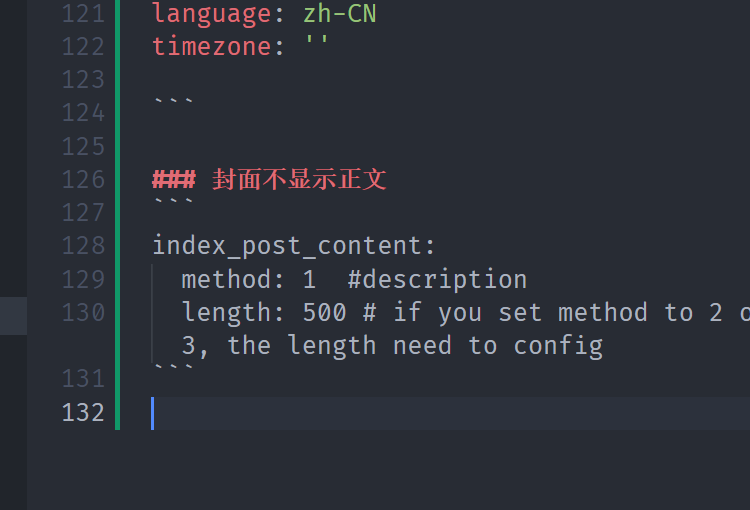 121 language: zh-CN
122 timezone: ''
123
124 ```
125
126 ### 封面不显示正文
127 ```
128 index_post_content:
129   method: 1  #description
130   length: 500 # if you set method to 2 o
  3, the length need to config
131 ```
132